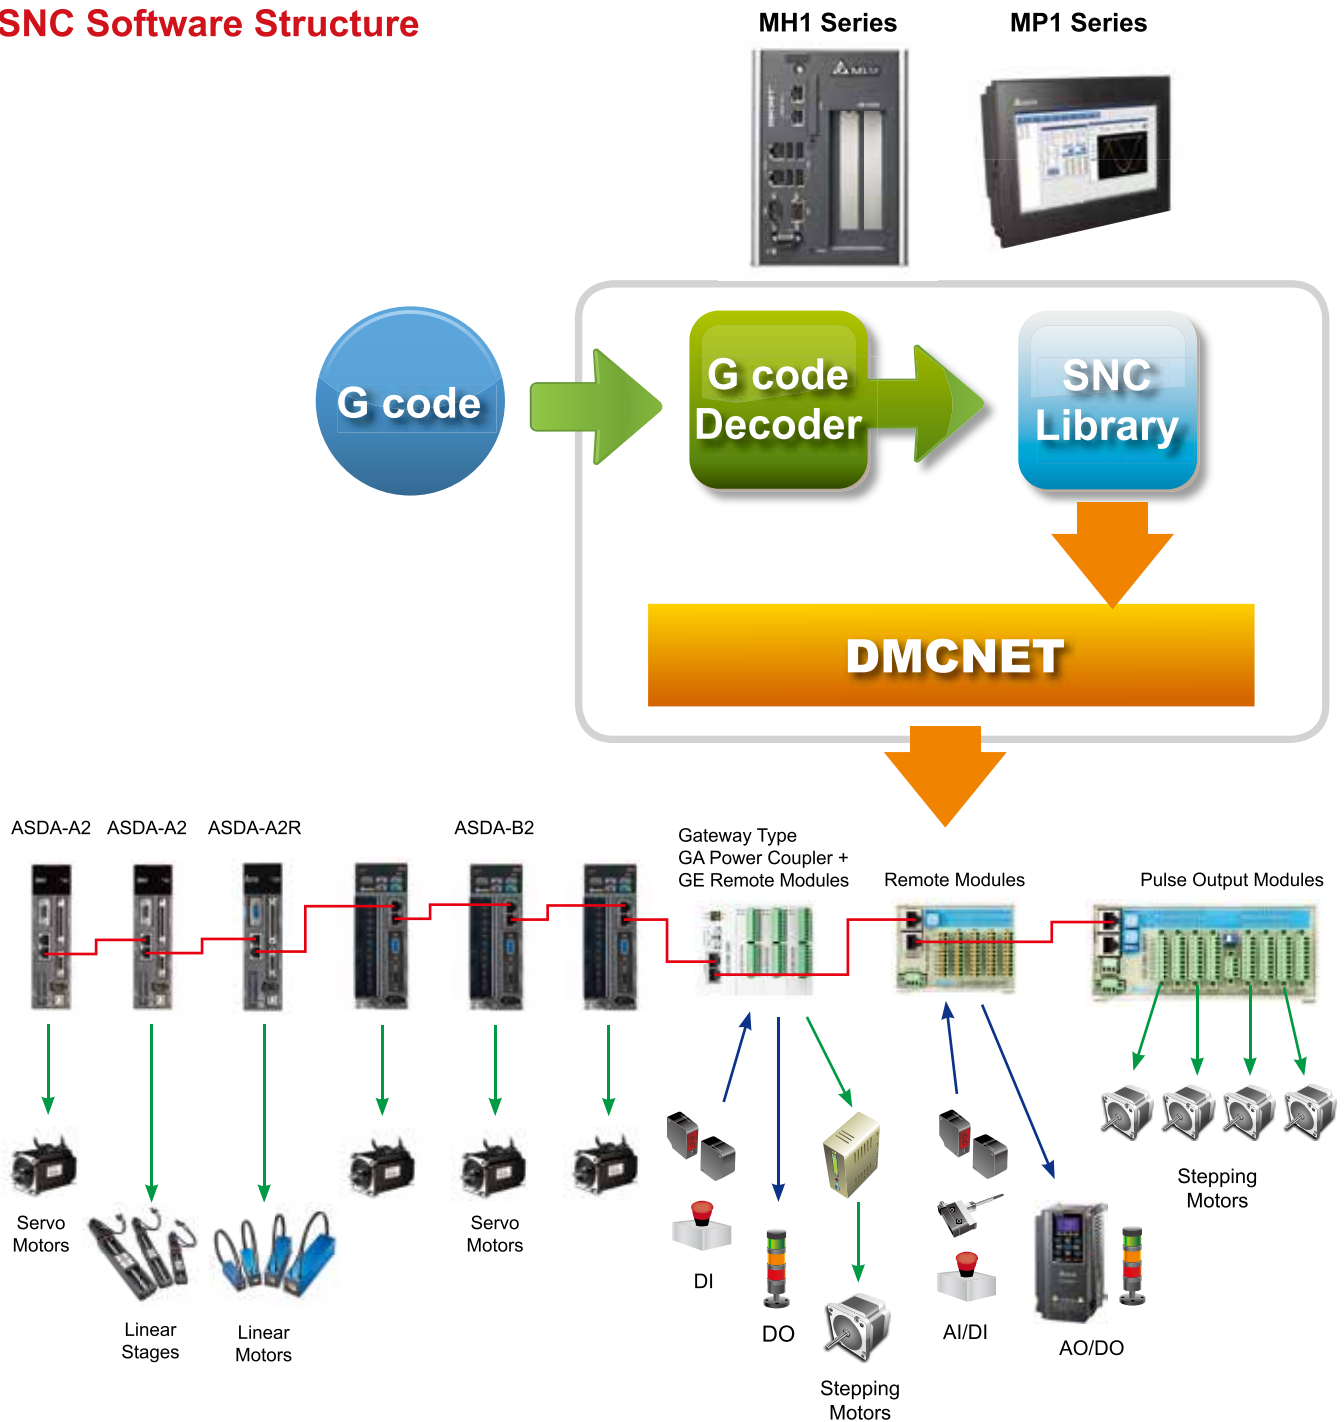 SNC Software Structure
MH1 Series
MP1 Series
G code
G code
Decoder
SNC
Library
DMCNET
ASDA-A2
ASDA-A2
ASDA-A2R
ASDA-B2
Gateway Type
GA Power Coupler +
GE Remote Modules
Remote Modules
Pulse Output Modules
Servo
Motors
Linear
Stages
Linear
Motors
Servo
Motors
DI
DO
Stepping
Motors
AI/DI
AO/DO
Stepping
Motors